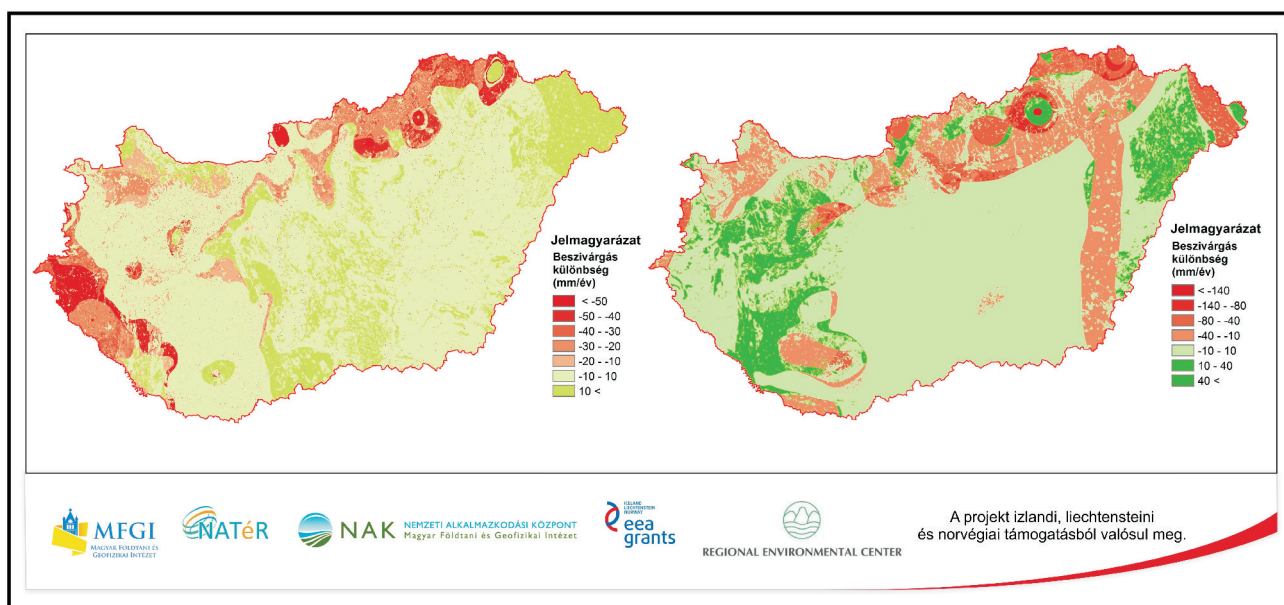 Jelmagyarázat
Beszivárgás
különbség
(mm/év)
< -50
-50 - -40
-40 - -30
-30 - -20
-20 - -10
-10 - 10
10 <
Jelmagyarázat
Beszivárgás
különbség
(mm/év)
< -140
-140 - -80
-80 - -40
-40 - -10
-10 - 10
10 - 40
40 <
MFGI
MAGYAR FÖLDTANI ÉS
GEOFIZIKAI INTÉZET
NATéR
NAK
NEMZETI ALKALMAZKODÁSI KÖZPONT
Magyar Földtani és Geofizikai Intézet
ICELAND
LIECHTENSTEIN
NORWAY
eea
grants
REGIONAL ENVIRONMENTAL CENTER
A projekt izlandi, liechtensteini
és norvégiai támogatásból valósul meg.